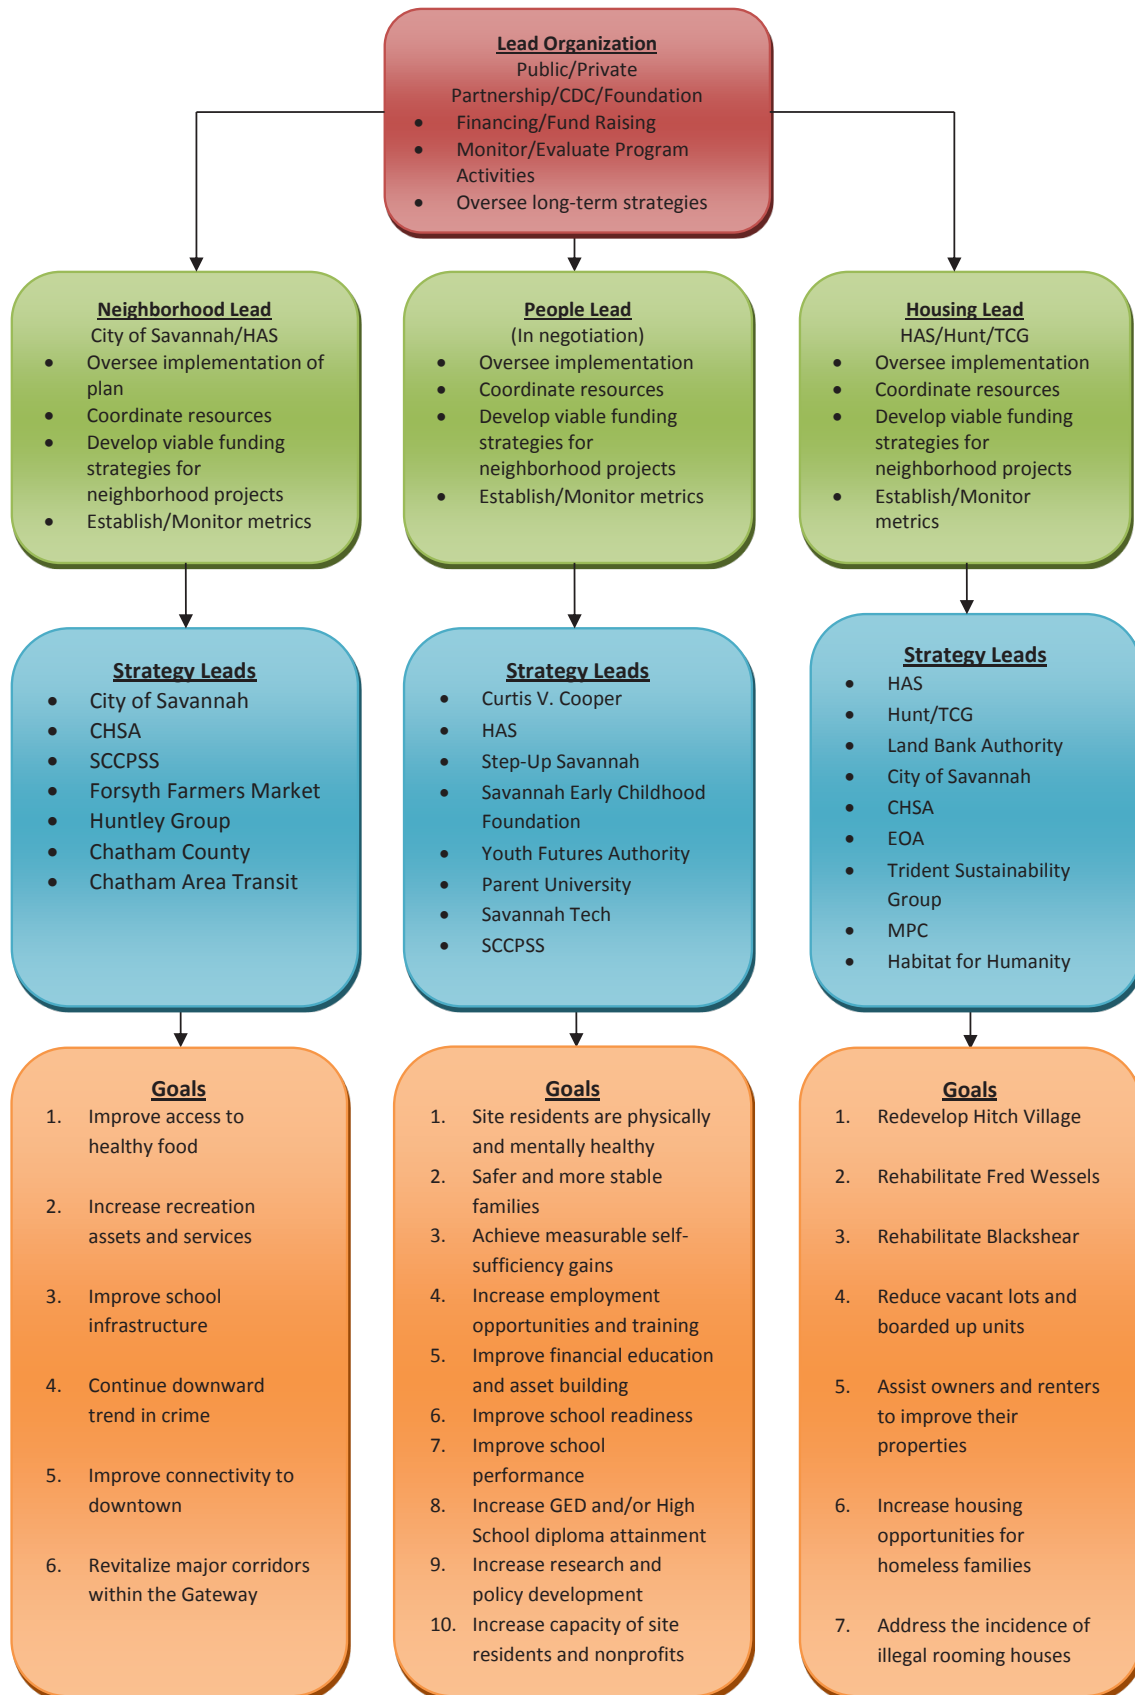 Lead Organization
Public/Private
Partnership/CDC/Foundation
• Financing/Fund Raising
• Monitor/Evaluate Program
Activities
• Oversee long-term strategies
Neighborhood Lead
City of Savannah/HAS
• Oversee implementation of
plan
• Coordinate resources
• Develop viable funding
strategies for
neighborhood projects
• Establish/Monitor metrics
People Lead
(In negotiation)
• Oversee implementation
• Coordinate resources
• Develop viable funding
strategies for
neighborhood projects
• Establish/Monitor metrics
Housing Lead
HAS/Hunt/TCG
• Oversee implementation
• Coordinate resources
• Develop viable funding
strategies for
neighborhood projects
• Establish/Monitor
metrics
Strategy Leads
• City of Savannah
• CHSA
• SCCPSS
• Forsyth Farmers Market
• Huntley Group
• Chatham County
• Chatham Area Transit
Strategy Leads
• Curtis V. Cooper
• HAS
• Step-Up Savannah
• Savannah Early Childhood
Foundation
• Youth Futures Authority
• Parent University
• Savannah Tech
• SCCPSS
Strategy Leads
• HAS
• Hunt/TCG
• Land Bank Authority
• City of Savannah
• CHSA
• EOA
• Trident Sustainability
Group
• MPC
• Habitat for Humanity
Goals
1. Improve access to
healthy food
2. Increase recreation
assets and services
3. Improve school
infrastructure
4. Continue downward
trend in crime
5. Improve connectivity to
downtown
6. Revitalize major corridors
within the Gateway
Goals
1. Site residents are physically
and mentally healthy
2. Safer and more stable
families
3. Achieve measurable self-
sufficiency gains
4. Increase employment
opportunities and training
5. Improve financial education
and asset building
6. Improve school readiness
7. Improve school
performance
8. Increase GED and/or High
School diploma attainment
9. Increase research and
policy development
10. Increase capacity of site
residents and nonprofits
Goals
1. Redevelop Hitch Village
2. Rehabilitate Fred Wessels
3. Rehabilitate Blackshear
4. Reduce vacant lots and
boarded up units
5. Assist owners and renters
to improve their
properties
6. Increase housing
opportunities for
homeless families
7. Address the incidence of
illegal rooming houses